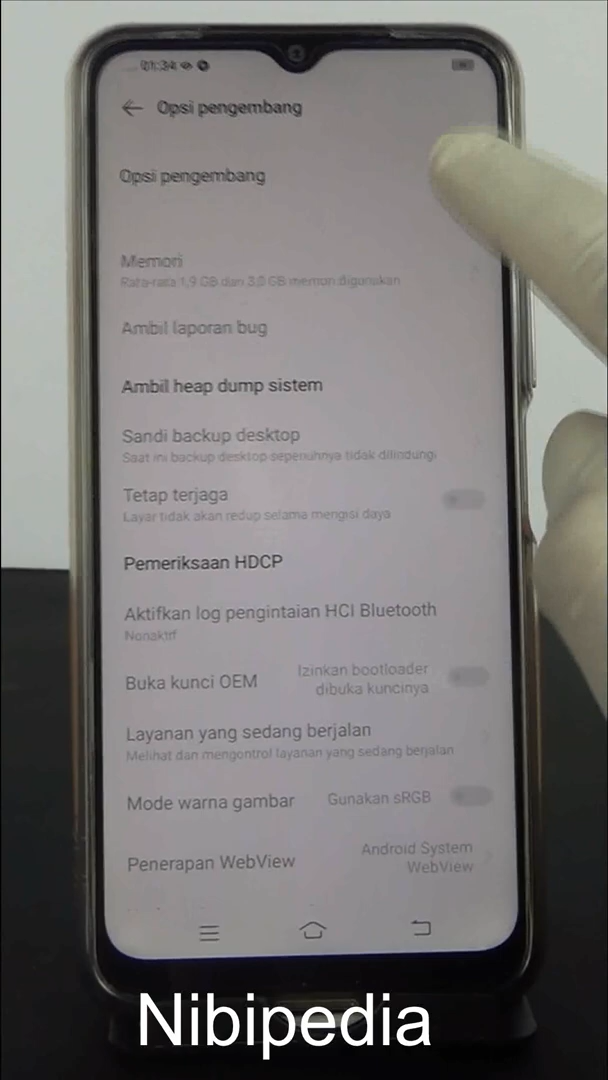 01:34
Opsi pengembang
Opsi pengembang
Memori
Rata-rata 1,9 GB dari 3,0 GB memori digunakan
Ambil laporan bug
Ambil heap dump sistem
Sandi backup desktop
Saat ini backup desktop sepenuhnya tidak dilindungi
Tetap terjaga
Layar tidak akan redup selama mengisi daya
Pemeriksaan HDCP
Aktifkan log pengintaian HCI Bluetooth
Nonaktif
Buka kunci OEM
Izinkan bootloader
dibuka kuncinya
Layanan yang sedang berjalan
Melihat dan mengontrol layanan yang sedang berjalan
Mode warna gambar
Gunakan sRGB
Penerapan WebView
Android System
WebView
Nibipedia